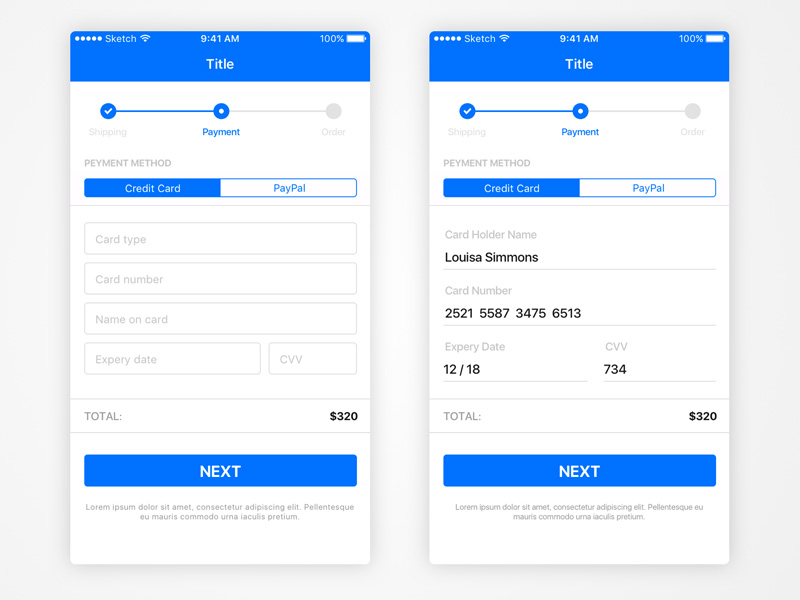 Sketch 9:41 AM 100%
Title
Shipping Payment Order
PEYMENT METHOD
Credit Card PayPal
Card type
Card number
Name on card
Expery date CVV
TOTAL: $320
NEXT
Lorem ipsum dolor sit amet, consectetur adipiscing elit. Pellentesque
eu mauris commodo urna iaculis pretium.
Sketch 9:41 AM 100%
Title
Shipping Payment Order
PEYMENT METHOD
Credit Card PayPal
Card Holder Name
Louisa Simmons
Card Number
2521 5587 3475 6513
Expery Date CVV
12 / 18 734
TOTAL: $320
NEXT
Lorem ipsum dolor sit amet, consectetur adipiscing elit. Pellentesque eu
mauris commodo urna iaculis pretium.